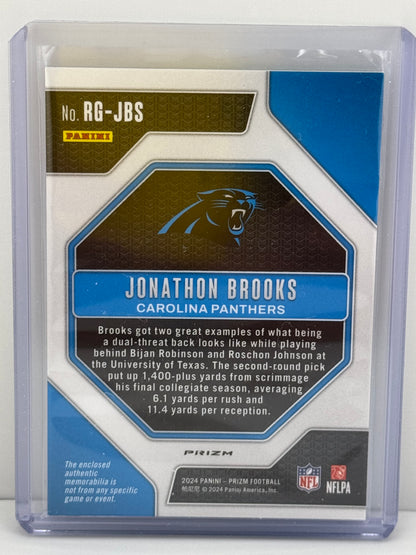 No. RG-JBS
PANINI
JONATHON BROOKS
CAROLINA PANTHERS
Brooks got two great examples of what being
a dual-threat back looks like while playing
behind Bijan Robinson and Roschon Johnson at
the University of Texas. The second-round pick
put up 1,400-plus yards from scrimmage
his final collegiate season, averaging
6.1 yards per rush and
11.4 yards per reception.
PRIZM
The enclosed
authentic
memorabilia is
not from any specific
game or event.
2024 PANINI - PRIZM FOOTBALL
帕尼尼 © 2024 Panini America, Inc.
NFL
NFLPA